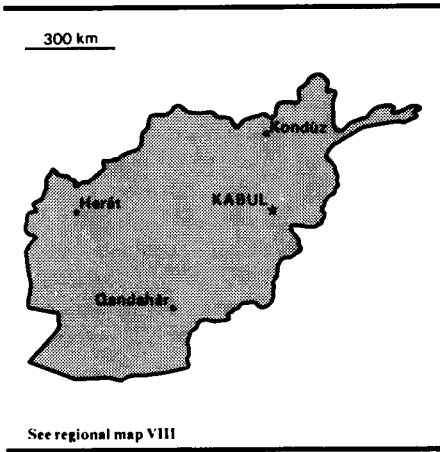 300 km
Kondūz
Herāt
KABUL
Qandahār
See regional map VIII